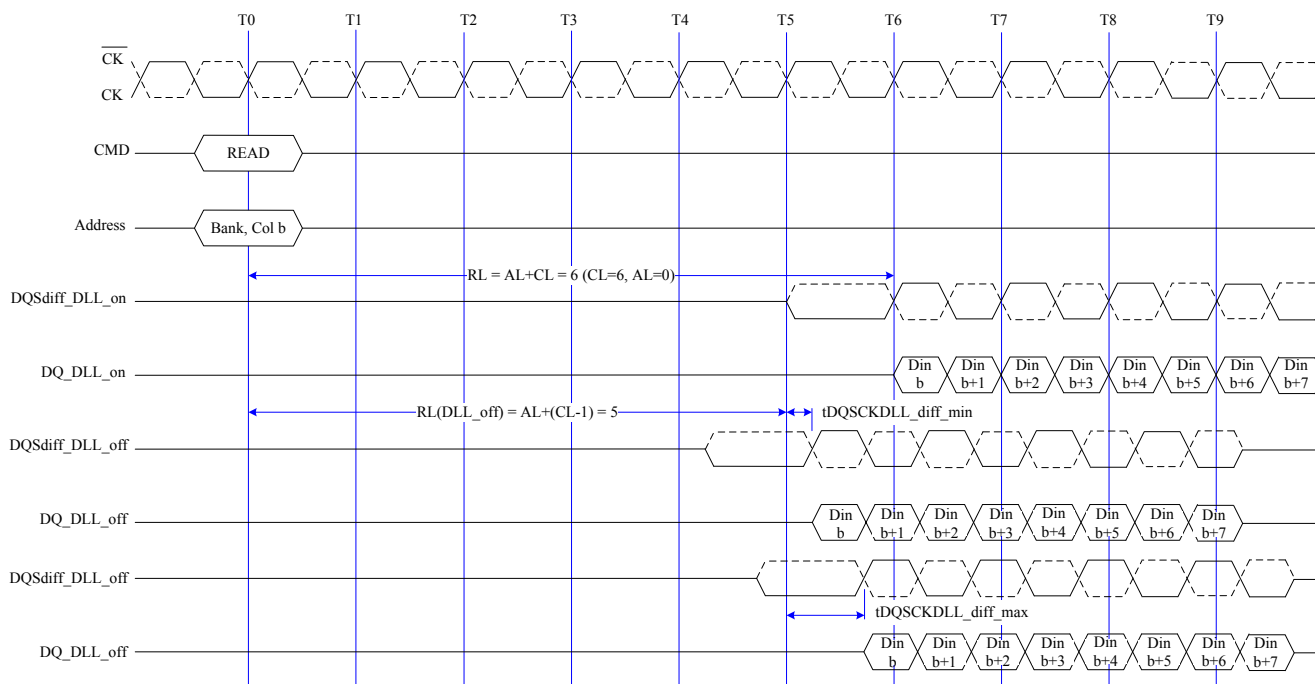 T0 T1 T2 T3 T4 T5 T6 T7 T8 T9
CK
CK
CMD READ
Address Bank, Col b
RL = AL+CL = 6 (CL=6, AL=0)
DQSdiff_DLL_on
DQ_DLL_on Din b Din b+1 Din b+2 Din b+3 Din b+4 Din b+5 Din b+6 Din b+7
RL(DLL_off) = AL+(CL-1) = 5 tDQSCKDLL_diff_min
DQSdiff_DLL_off
DQ_DLL_off Din b Din b+1 Din b+2 Din b+3 Din b+4 Din b+5 Din b+6 Din b+7
DQSdiff_DLL_off
tDQSCKDLL_diff_max
DQ_DLL_off Din b Din b+1 Din b+2 Din b+3 Din b+4 Din b+5 Din b+6 Din b+7